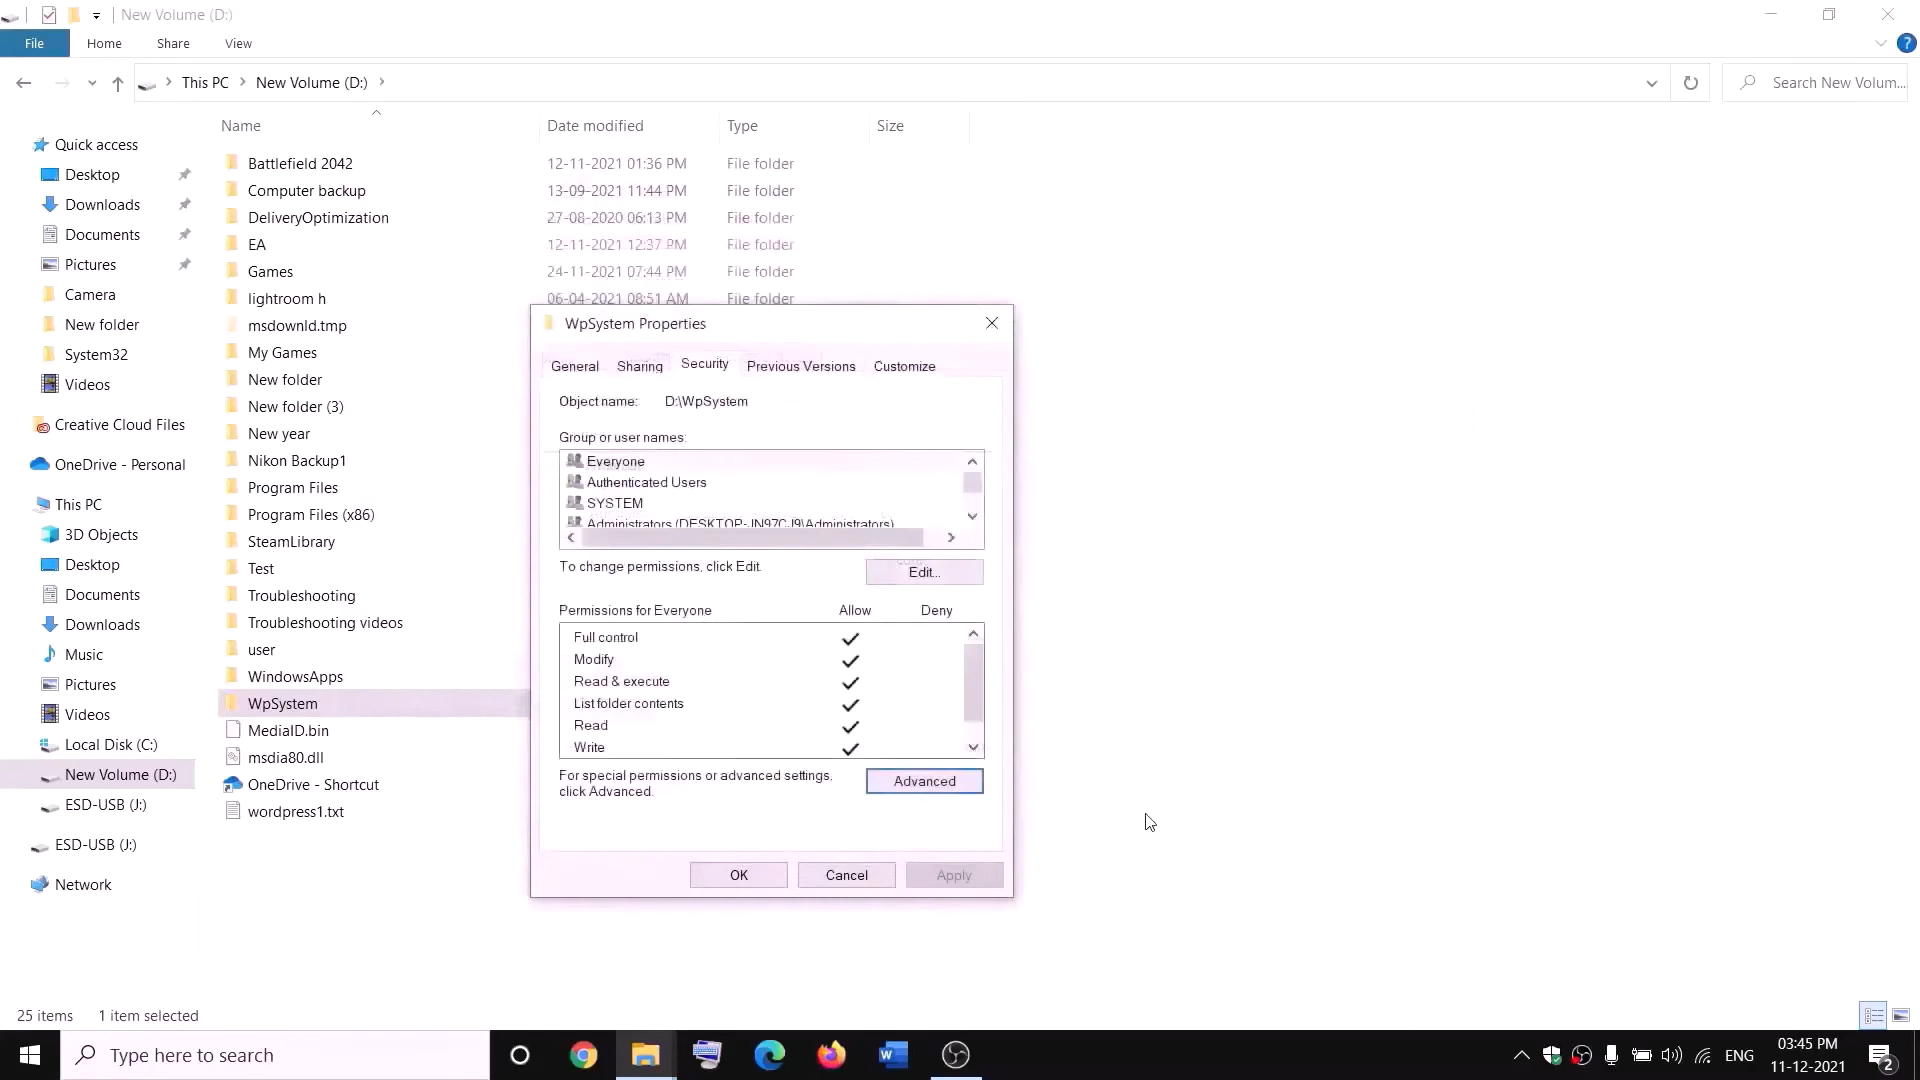 New Volume (D:)
File Home Share View
This PC New Volume (D:) Search New Volum...
Name Date modified Type Size
Quick access
Desktop
Downloads
Documents
Pictures
Camera
New folder
System32
Videos
Creative Cloud Files
OneDrive - Personal
This PC
3D Objects
Desktop
Documents
Downloads
Music
Pictures
Videos
Local Disk (C:)
New Volume (D:)
ESD-USB (J:)
ESD-USB (J:)
Network
Battlefield 2042 12-11-2021 01:36 PM File folder
Computer backup 13-09-2021 11:44 PM File folder
DeliveryOptimization 27-08-2020 06:13 PM File folder
EA 12-11-2021 12:37 PM File folder
Games 24-11-2021 07:44 PM File folder
lightroom h 06-04-2021 08:51 AM File folder
msdownld.tmp
My Games
New folder
New folder (3)
New year
Nikon Backup1
Program Files
Program Files (x86)
SteamLibrary
Test
Troubleshooting
Troubleshooting videos
user
WindowsApps
WpSystem
MediaID.bin
msdia80.dll
OneDrive - Shortcut
wordpress1.txt
WpSystem Properties
General Sharing Security Previous Versions Customize
Object name: D:\WpSystem
Group or user names:
Everyone
Authenticated Users
SYSTEM
Administrators (DESKTOP-JN97CJ9\Administrators)
To change permissions, click Edit.
Edit...
Permissions for Everyone Allow Deny
Full control
Modify
Read & execute
List folder contents
Read
Write
For special permissions or advanced settings,
click Advanced.
Advanced
OK Cancel Apply
25 items 1 item selected
Type here to search
ENG
03:45 PM
11-12-2021
2